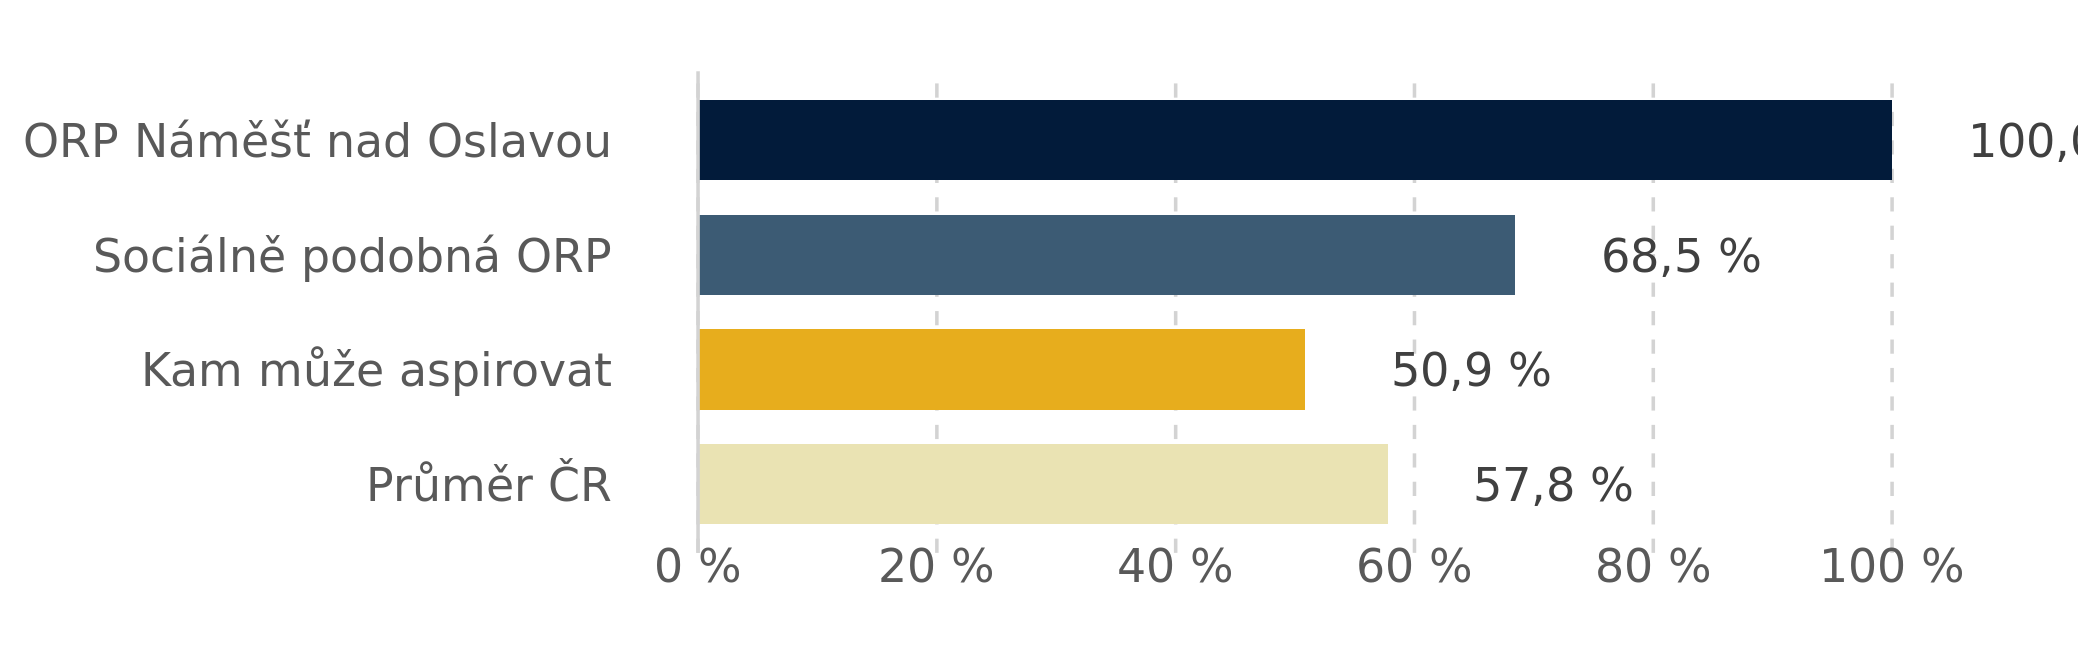 ORP Náměšť nad Oslavou 100,0
Sociálně podobná ORP 68,5 %
Kam může aspirovat 50,9 %
Průměr ČR 57,8 %
0 % 20 % 40 % 60 % 80 % 100 %